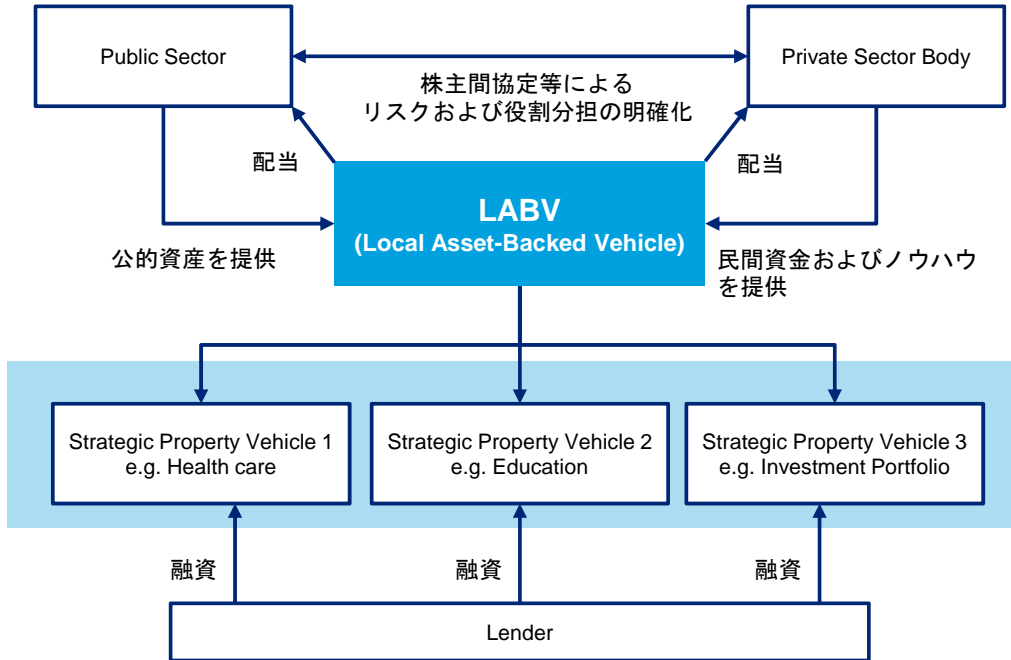 Public Sector
Private Sector Body
株主間協定等による
リスクおよび役割分担の明確化
配当
配当
LABV
(Local Asset-Backed Vehicle)
公的資産を提供
民間資金およびノウハウ
を提供
Strategic Property Vehicle 1
e.g. Health care
Strategic Property Vehicle 2
e.g. Education
Strategic Property Vehicle 3
e.g. Investment Portfolio
融資
融資
融資
Lender